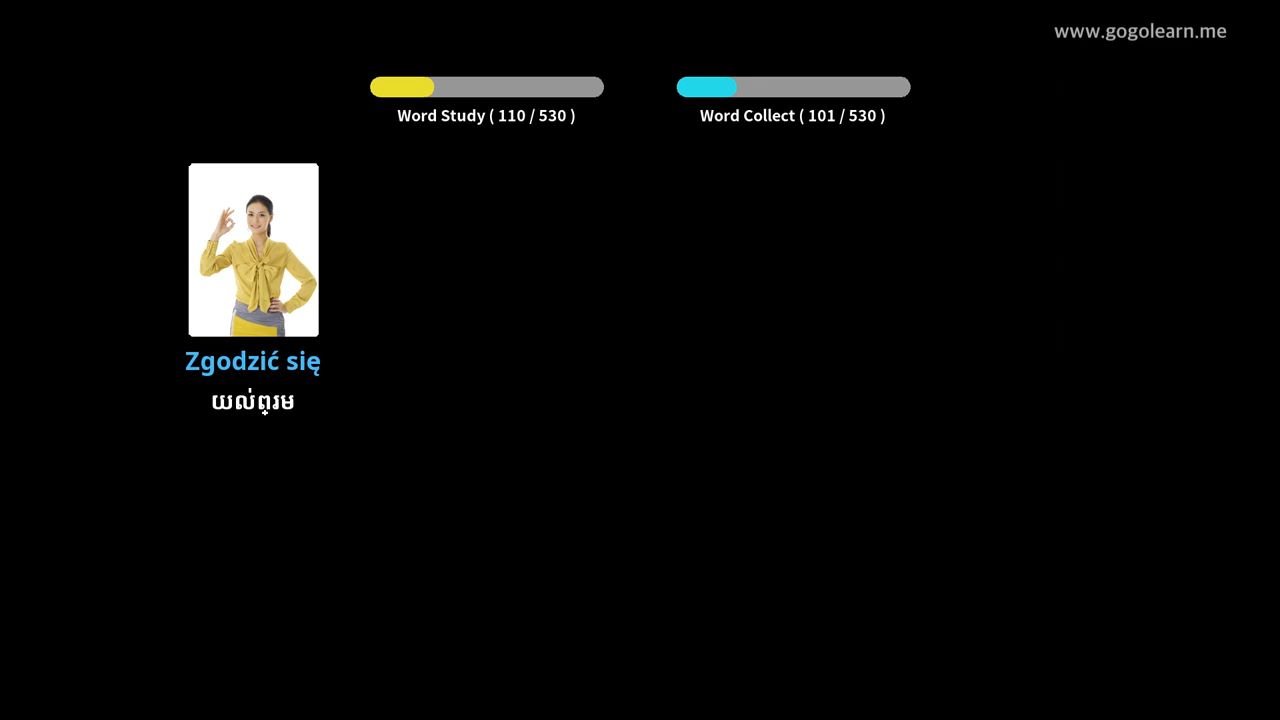 www.gogolearn.me
Word Study ( 110 / 530 )
Word Collect ( 101 / 530 )
Zgodzić się
យល់ព្រម